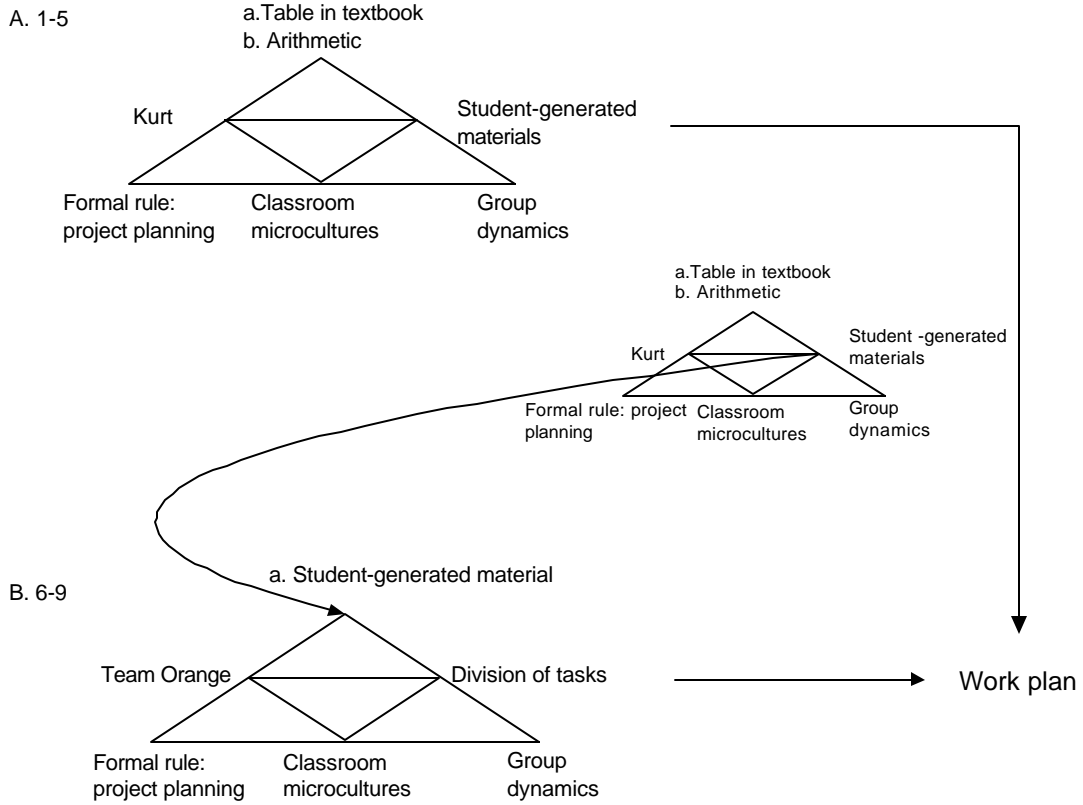 A. 1-5
a.Table in textbook
b. Arithmetic
Kurt
Student-generated
materials
Formal rule:
project planning
Classroom
microcultures
Group
dynamics
a.Table in textbook
b. Arithmetic
Kurt
Student -generated
materials
Formal rule: project
planning
Classroom
microcultures
Group
dynamics
a. Student-generated material
B. 6-9
Team Orange
Division of tasks
Work plan
Formal rule:
project planning
Classroom
microcultures
Group
dynamics